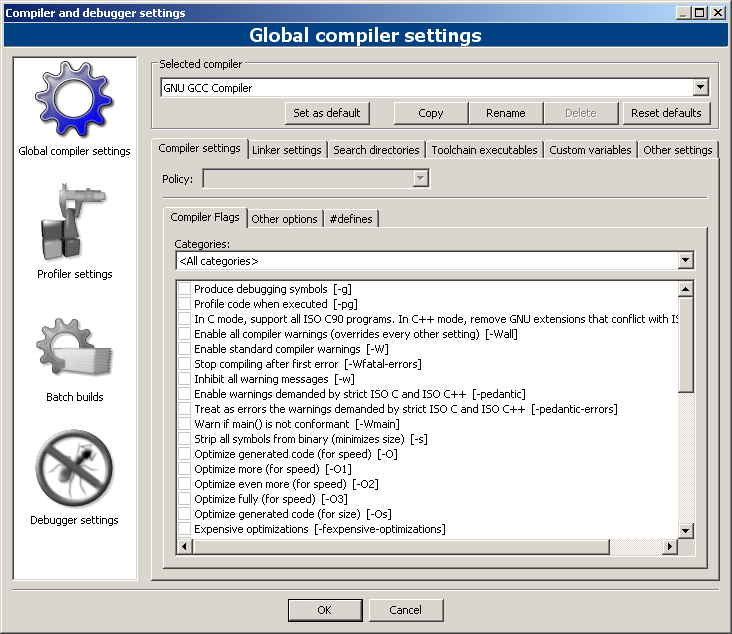 Compiler and debugger settings
Global compiler settings
Global compiler settings
Profiler settings
Batch builds
Debugger settings
Selected compiler
GNU GCC Compiler
Set as default Copy Rename Delete Reset defaults
Compiler settings Linker settings Search directories Toolchain executables Custom variables Other settings
Policy:
Compiler Flags Other options #defines
Categories:
<All categories>
Produce debugging symbols [-g]
Profile code when executed [-pg]
In C mode, support all ISO C90 programs. In C++ mode, remove GNU extensions that conflict with IS
Enable all compiler warnings (overrides every other setting) [-Wall]
Enable standard compiler warnings [-W]
Stop compiling after first error [-Wfatal-errors]
Inhibit all warning messages [-w]
Enable warnings demanded by strict ISO C and ISO C++ [-pedantic]
Treat as errors the warnings demanded by strict ISO C and ISO C++ [-pedantic-errors]
Warn if main() is not conformant [-Wmain]
Strip all symbols from binary (minimizes size) [-s]
Optimize generated code (for speed) [-O]
Optimize more (for speed) [-O1]
Optimize even more (for speed) [-O2]
Optimize fully (for speed) [-O3]
Optimize generated code (for size) [-Os]
Expensive optimizations [-fexpensive-optimizations]
OK Cancel